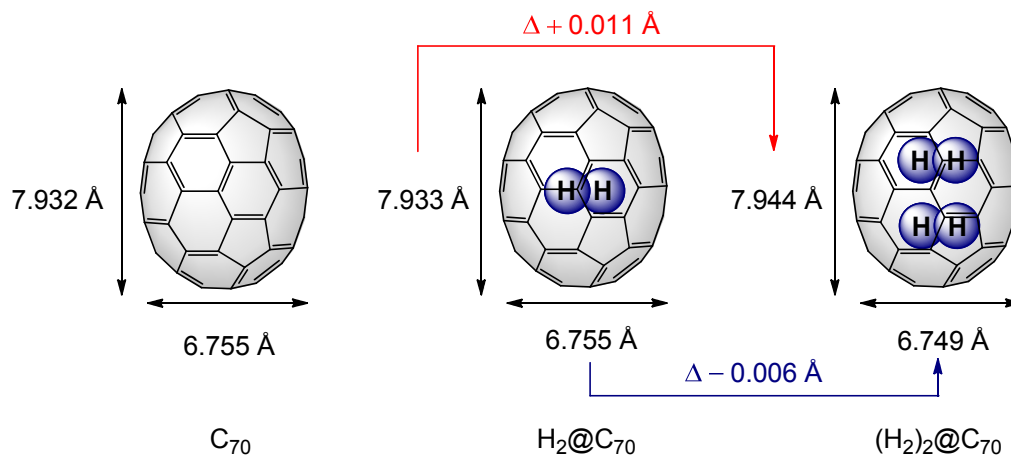 Δ + 0.011 Å
7.932 Å
7.933 Å
7.944 Å
H H
H H
H H
6.755 Å
6.755 Å
6.749 Å
Δ − 0.006 Å
C70
H2@C70
(H2)2@C70